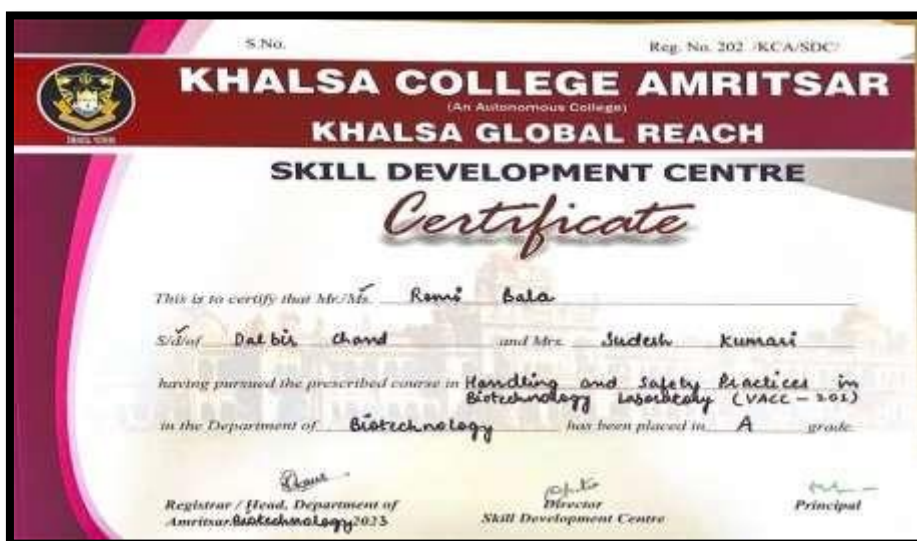 S.No. Reg. No. 202 /KCA/SDC/
KHALSA COLLEGE AMRITSAR
(An Autonomous College)
KHALSA GLOBAL REACH
SKILL DEVELOPMENT CENTRE
Certificate
This is to certify that Mr./Ms. Romi Bala
S/d/of Dalbir Chand and Mrs. Sudesh Kumari
having pursued the prescribed course in Handling and Safety Practices in
Biotechnology Laboratory (VACC-202)
in the Department of Biotechnology has been placed in A grade
Registrar / Head, Department of Director Principal
Amritsar Biotechnology 2023 Skill Development Centre